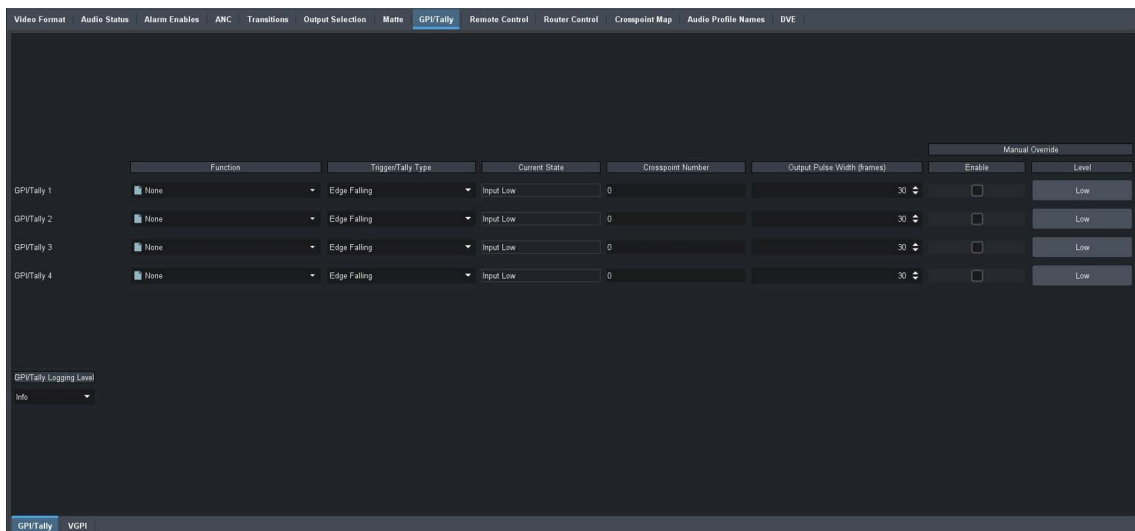 Video Format Audio Status Alarm Enables ANC Transitions Output Selection Matte GPI/Tally Remote Control Router Control Crosspoint Map Audio Profile Names DVE
Manual Override
Function Trigger/Tally Type Current State Crosspoint Number Output Pulse Width (frames) Enable Level
GPI/Tally 1 None Edge Falling Input Low 0 30 Low
GPI/Tally 2 None Edge Falling Input Low 0 30 Low
GPI/Tally 3 None Edge Falling Input Low 0 30 Low
GPI/Tally 4 None Edge Falling Input Low 0 30 Low
GPI/Tally Logging Level
Info
GPI/Tally VGPI